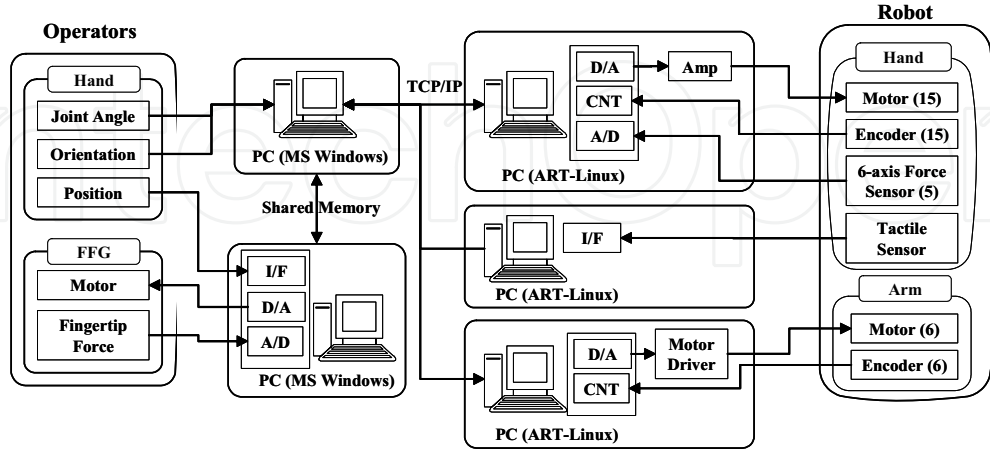 Operators
Hand
Joint Angle
Orientation
Position
FFG
Motor
Fingertip
Force
PC (MS Windows)
Shared Memory
I/F
D/A
A/D
PC (MS Windows)
TCP/IP
D/A
CNT
A/D
Amp
PC (ART-Linux)
I/F
PC (ART-Linux)
D/A
CNT
Motor
Driver
PC (ART-Linux)
Robot
Hand
Motor (15)
Encoder (15)
6-axis Force
Sensor (5)
Tactile
Sensor
Arm
Motor (6)
Encoder (6)